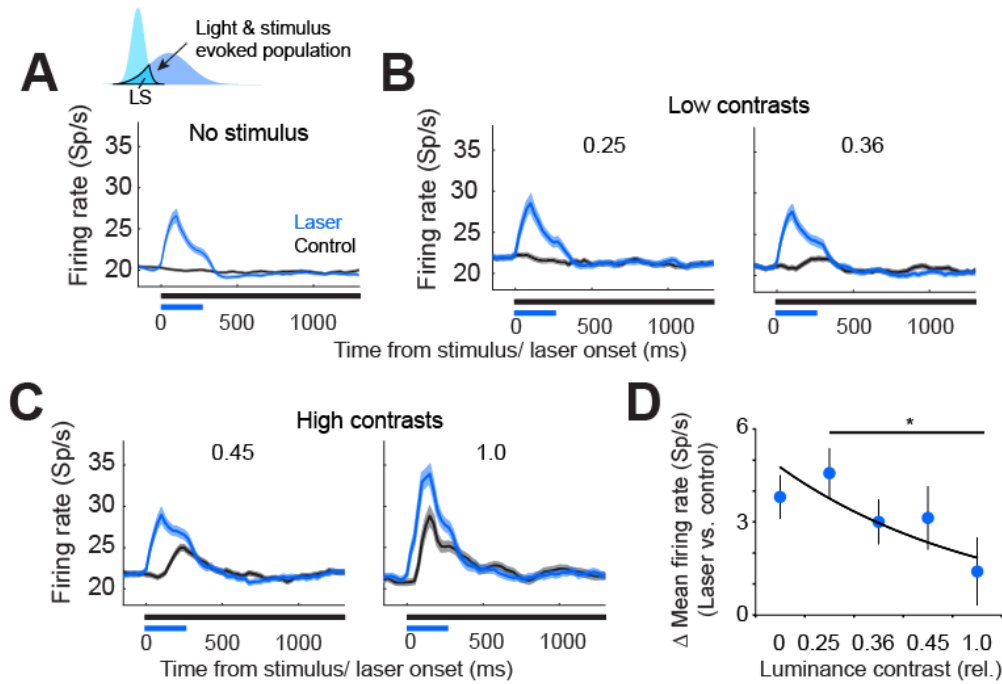 A
Light & stimulus
evoked population
LS
No stimulus
Firing rate (Sp/s)
35
30
25
20
Laser
Control
0 500 1000
B
Low contrasts
Firing rate (Sp/s)
35
30
25
20
0.25
0.36
0 500 1000
0 500 1000
Time from stimulus/ laser onset (ms)
C
High contrasts
Firing rate (Sp/s)
35
30
25
20
0.45
1.0
0 500 1000
0 500 1000
Time from stimulus/ laser onset (ms)
D
Δ Mean firing rate (Sp/s)
(Laser vs. control)
6
3
0
*
0 0.25 0.36 0.45 1.0
Luminance contrast (rel.)